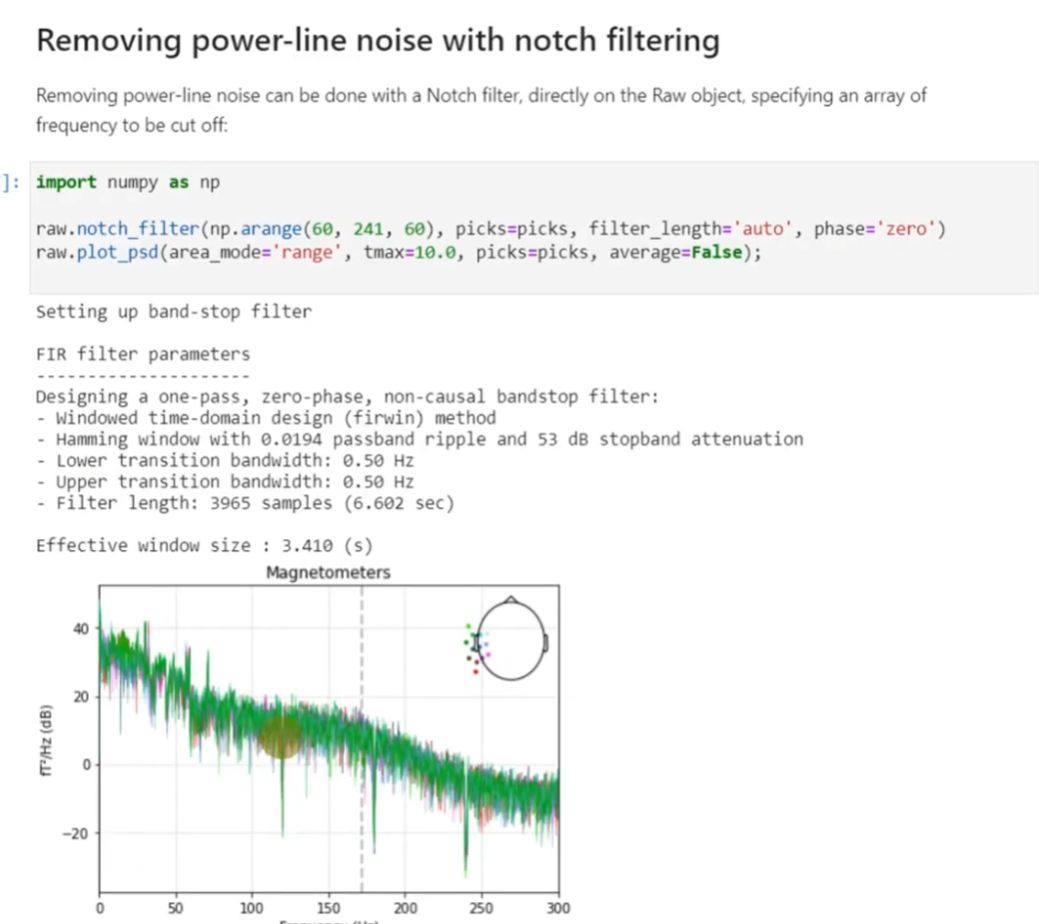 Removing power-line noise with notch filtering
Removing power-line noise can be done with a Notch filter, directly on the Raw object, specifying an array of
frequency to be cut off:
]: import numpy as np
raw.notch_filter(np.arange(60, 241, 60), picks=picks, filter_length='auto', phase='zero')
raw.plot_psd(area_mode='range', tmax=10.0, picks=picks, average=False);
Setting up band-stop filter
FIR filter parameters
---------------------
Designing a one-pass, zero-phase, non-causal bandstop filter:
- Windowed time-domain design (firwin) method
- Hamming window with 0.0194 passband ripple and 53 dB stopband attenuation
- Lower transition bandwidth: 0.50 Hz
- Upper transition bandwidth: 0.50 Hz
- Filter length: 3965 samples (6.602 sec)
Effective window size : 3.410 (s)
Magnetometers
40
20
0
−20
fT²/Hz (dB)
0 50 100 150 200 250 300